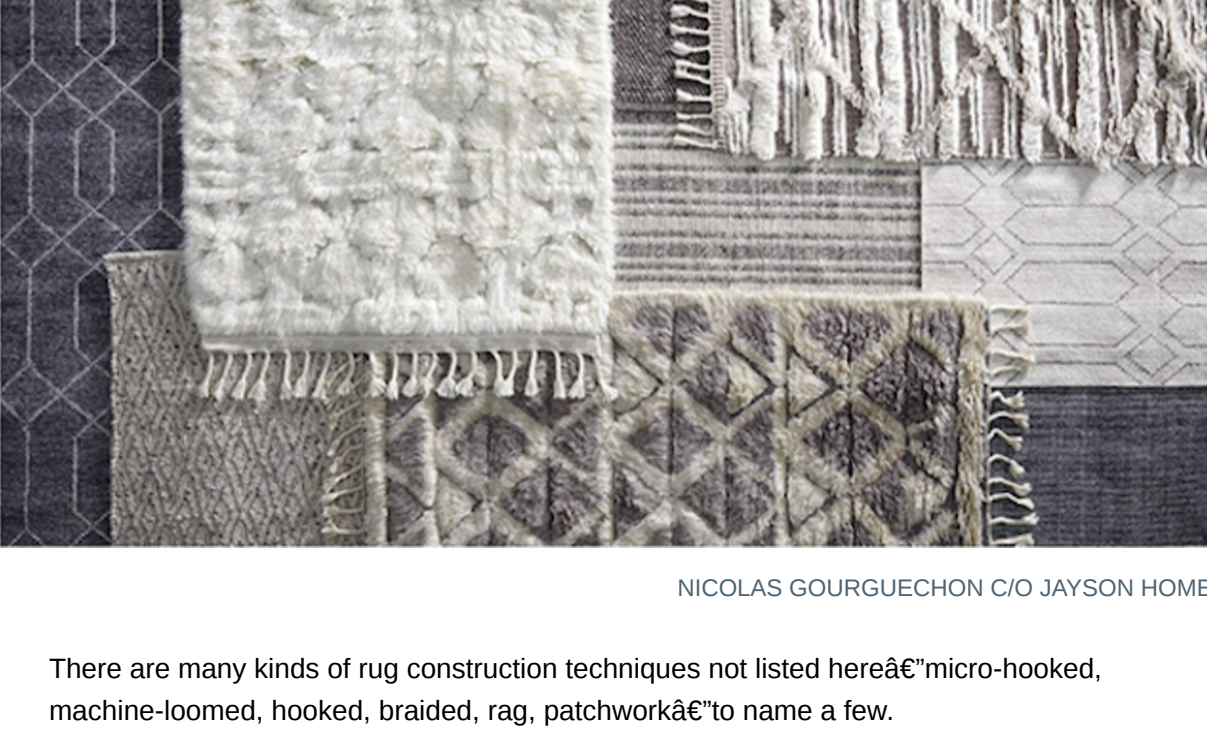 NICOLAS GOURGUECHON C/O JAYSON HOME
There are many kinds of rug construction techniques not listed hereâ€”micro-hooked,
machine-loomed, hooked, braided, rag, patchworkâ€”to name a few.